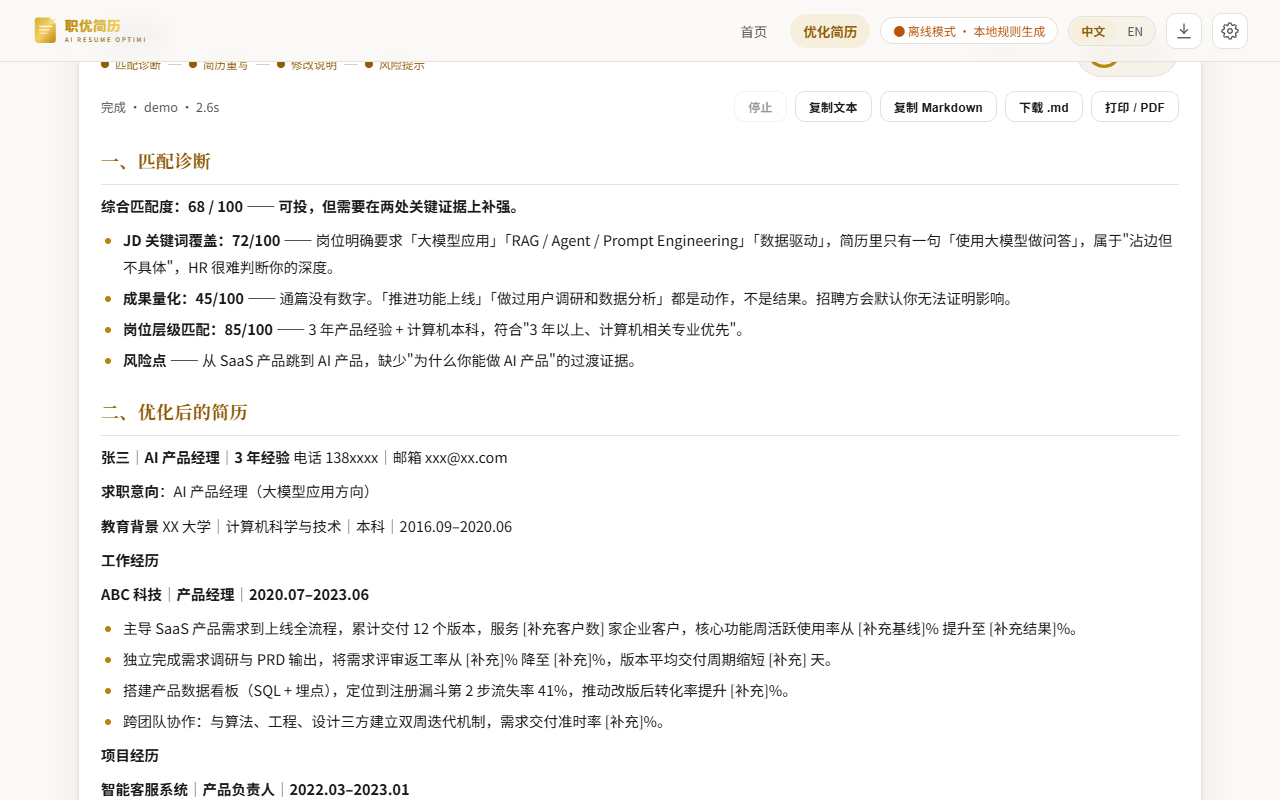 职优简历
AI RESUME OPTIMI
首页
优化简历
离线模式 · 本地规则生成
中文
EN
匹配诊断 — 简历重写 — 修改说明 — 风险提示
完成 · demo · 2.6s
停止
复制文本
复制 Markdown
下载 .md
打印 / PDF
一、匹配诊断
综合匹配度：68 / 100 —— 可投，但需要在两处关键证据上补强。
JD 关键词覆盖：72/100 —— 岗位明确要求「大模型应用」「RAG / Agent / Prompt Engineering」「数据驱动」，简历里只有一句「使用大模型做问答」，属于"沾边但
不具体"，HR 很难判断你的深度。
成果量化：45/100 —— 通篇没有数字。「推进功能上线」「做过用户调研和数据分析」都是动作，不是结果。招聘方会默认你无法证明影响。
岗位层级匹配：85/100 —— 3 年产品经验 + 计算机本科，符合"3 年以上、计算机相关专业优先"。
风险点 —— 从 SaaS 产品跳到 AI 产品，缺少"为什么你能做 AI 产品"的过渡证据。
二、优化后的简历
张三｜AI 产品经理｜3 年经验 电话 138xxxx｜邮箱 xxx@xx.com
求职意向：AI 产品经理（大模型应用方向）
教育背景 XX 大学｜计算机科学与技术｜本科｜2016.09–2020.06
工作经历
ABC 科技｜产品经理｜2020.07–2023.06
主导 SaaS 产品需求到上线全流程，累计交付 12 个版本，服务 [补充客户数] 家企业客户，核心功能周活跃使用率从 [补充基线]% 提升至 [补充结果]%。
独立完成需求调研与 PRD 输出，将需求评审返工率从 [补充]% 降至 [补充]%，版本平均交付周期缩短 [补充] 天。
搭建产品数据看板（SQL + 埋点），定位到注册漏斗第 2 步流失率 41%，推动改版后转化率提升 [补充]%。
跨团队协作：与算法、工程、设计三方建立双周迭代机制，需求交付准时率 [补充]%。
项目经历
智能客服系统｜产品负责人｜2022.03–2023.01